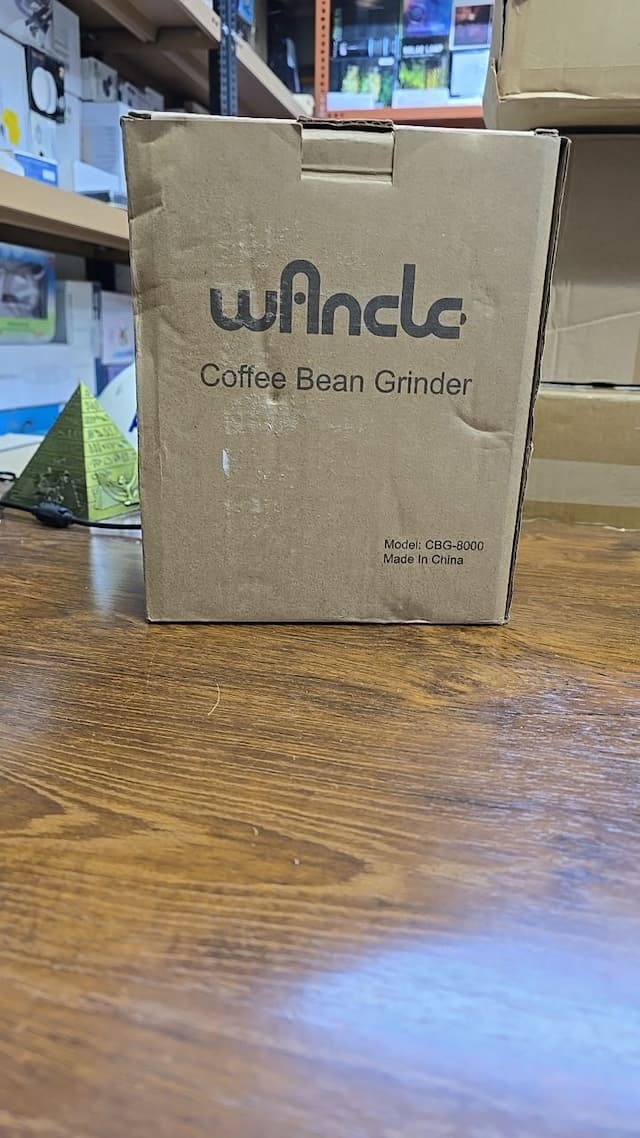 wAncle
Coffee Bean Grinder
Model: CBG-8000
Made In China